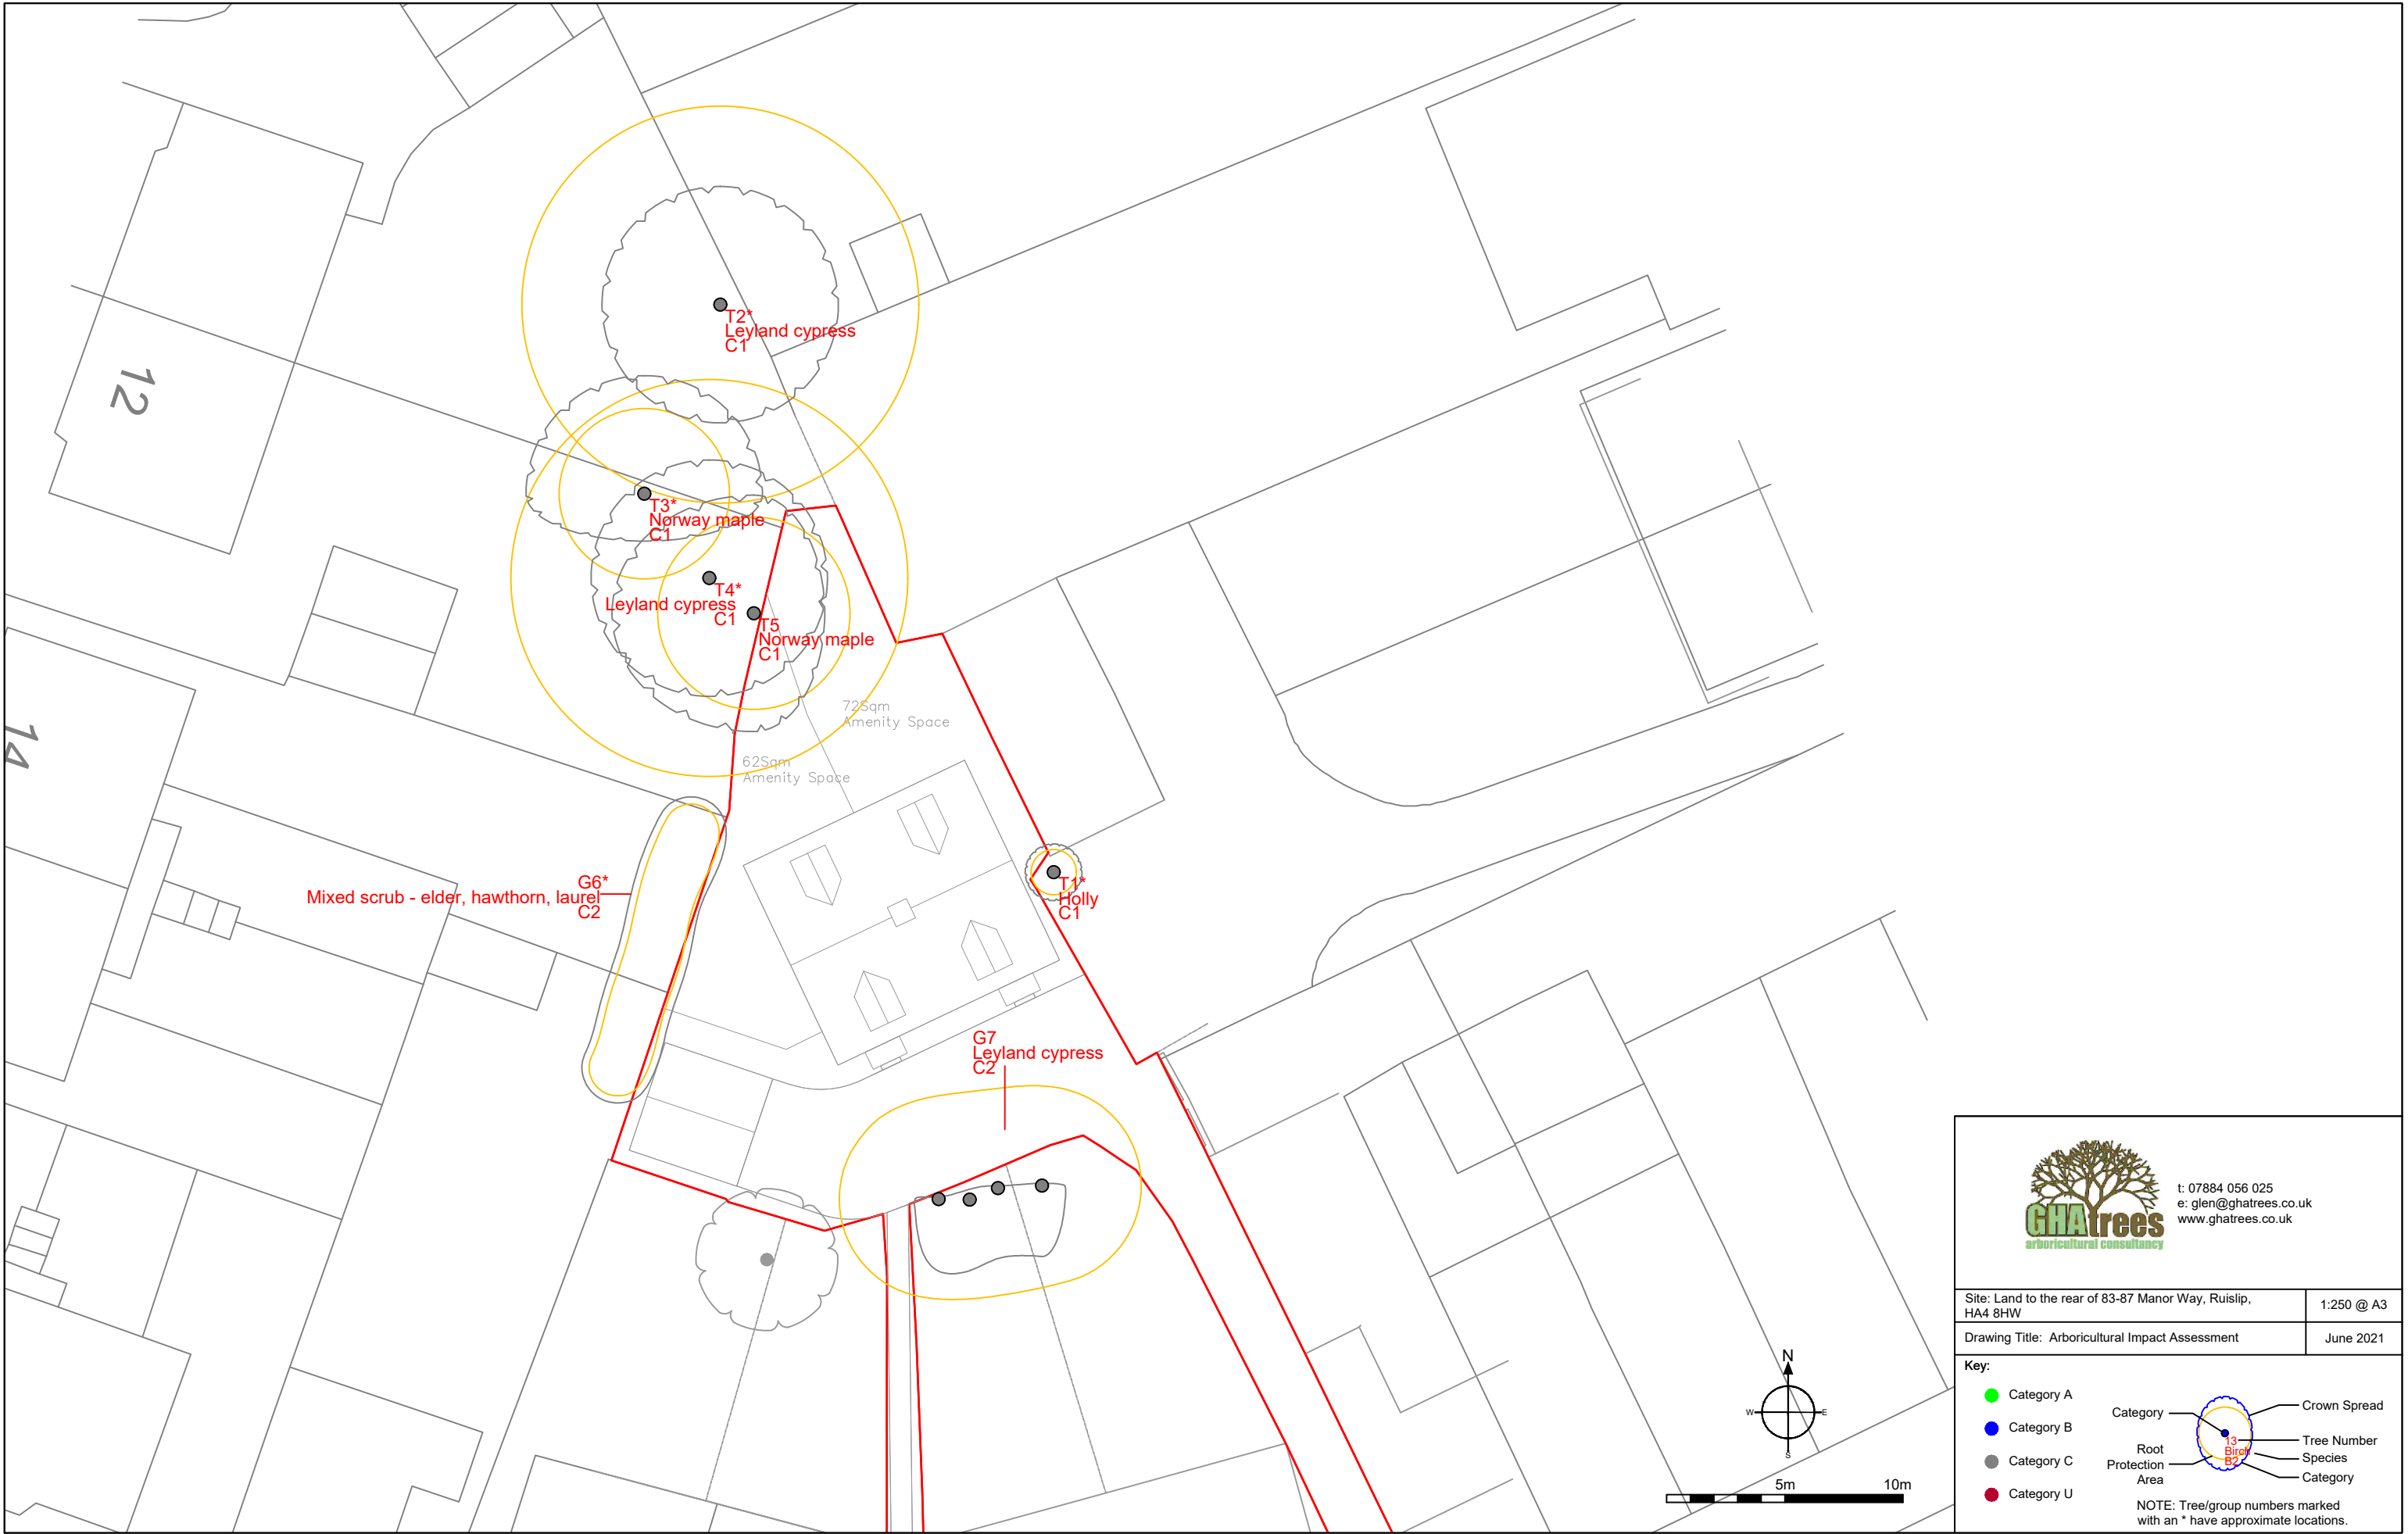 12
14
T2*
Leyland cypress
C1
T3*
Norway maple
C1
T4*
Leyland cypress
C1
T5
Norway maple
C1
72Sqm
Amenity Space
62Sqm
Amenity Space
G6*
Mixed scrub - elder, hawthorn, laurel
C2
T1*
Holly
C1
G7
Leyland cypress
C2
N
W
E
S
5m
10m
GHAtrees
arboricultural consultancy
t: 07884 056 025
e: glen@ghatrees.co.uk
www.ghatrees.co.uk
Site: Land to the rear of 83-87 Manor Way, Ruislip,
HA4 8HW
1:250 @ A3
Drawing Title: Arboricultural Impact Assessment
June 2021
Key:
Category A
Category B
Category C
Category U
Category
Root
Protection
Area
13
Birch
B2
Crown Spread
Tree Number
Species
Category
NOTE: Tree/group numbers marked
with an * have approximate locations.